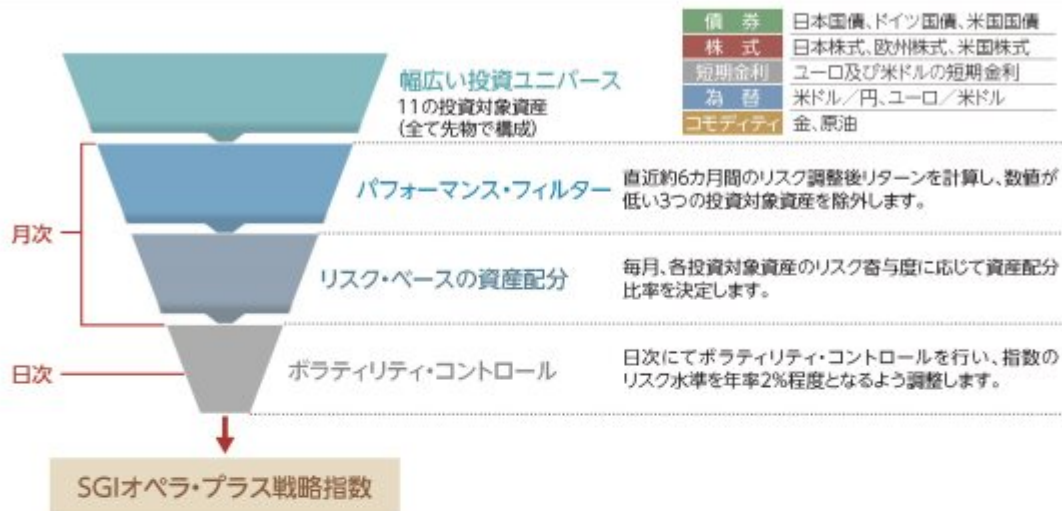 債 券 日本国債、ドイツ国債、米国国債
株 式 日本株式、欧州株式、米国株式
短期金利 ユーロ及び米ドルの短期金利
為 替 米ドル／円、ユーロ／米ドル
コモディティ 金、原油
幅広い投資ユニバース
11の投資対象資産
(全て先物で構成)
月次
パフォーマンス・フィルター
直近約6カ月間のリスク調整後リターンを計算し、数値が
低い3つの投資対象資産を除外します。
リスク・ベースの資産配分
毎月、各投資対象資産のリスク寄与度に応じて資産配分
比率を決定します。
日次
ボラティリティ・コントロール
日次にてボラティリティ・コントロールを行い、指数の
リスク水準を年率2%程度となるよう調整します。
SGIオペラ・プラス戦略指数